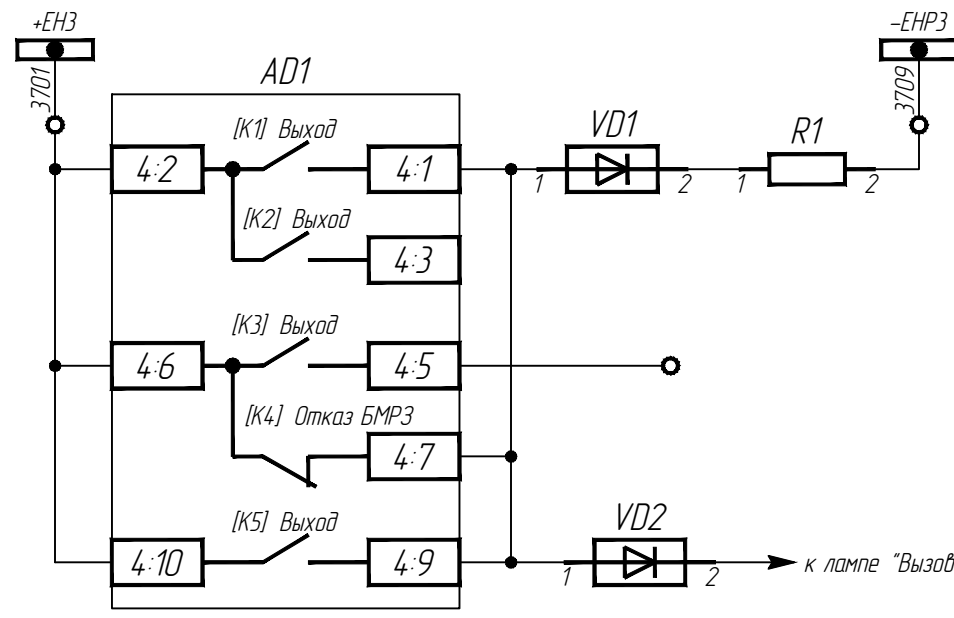 +ЕН3
-ЕНР3
3701
3709
AD1
[K1] Выход
VD1
R1
4:2
4:1
1
2
1
2
[K2] Выход
4:3
[K3] Выход
4:6
4:5
[K4] Отказ БМРЗ
4:7
[K5] Выход
VD2
4:10
4:9
1
2
к лампе "Вызов